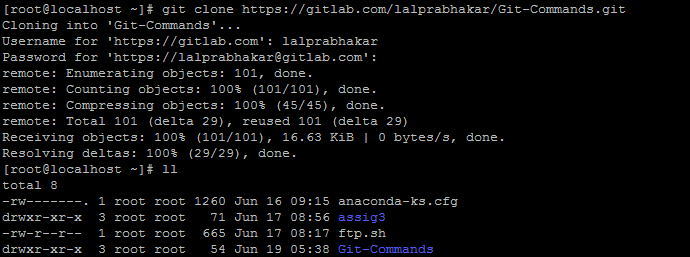 [root@localhost ~]# git clone https://gitlab.com/lalprabhakar/Git-Commands.git
Cloning into 'Git-Commands'...
Username for 'https://gitlab.com': lalprabhakar
Password for 'https://lalprabhakar@gitlab.com':
remote: Enumerating objects: 101, done.
remote: Counting objects: 100% (101/101), done.
remote: Compressing objects: 100% (45/45), done.
remote: Total 101 (delta 29), reused 101 (delta 29)
Receiving objects: 100% (101/101), 16.63 KiB | 0 bytes/s, done.
Resolving deltas: 100% (29/29), done.
[root@localhost ~]# ll
total 8
-rw-------. 1 root root 1260 Jun 16 09:15 anaconda-ks.cfg
drwxr-xr-x  3 root root   71 Jun 17 08:56 assig3
-rw-r--r--  1 root root  665 Jun 17 08:17 ftp.sh
drwxr-xr-x  3 root root   54 Jun 19 05:38 Git-Commands